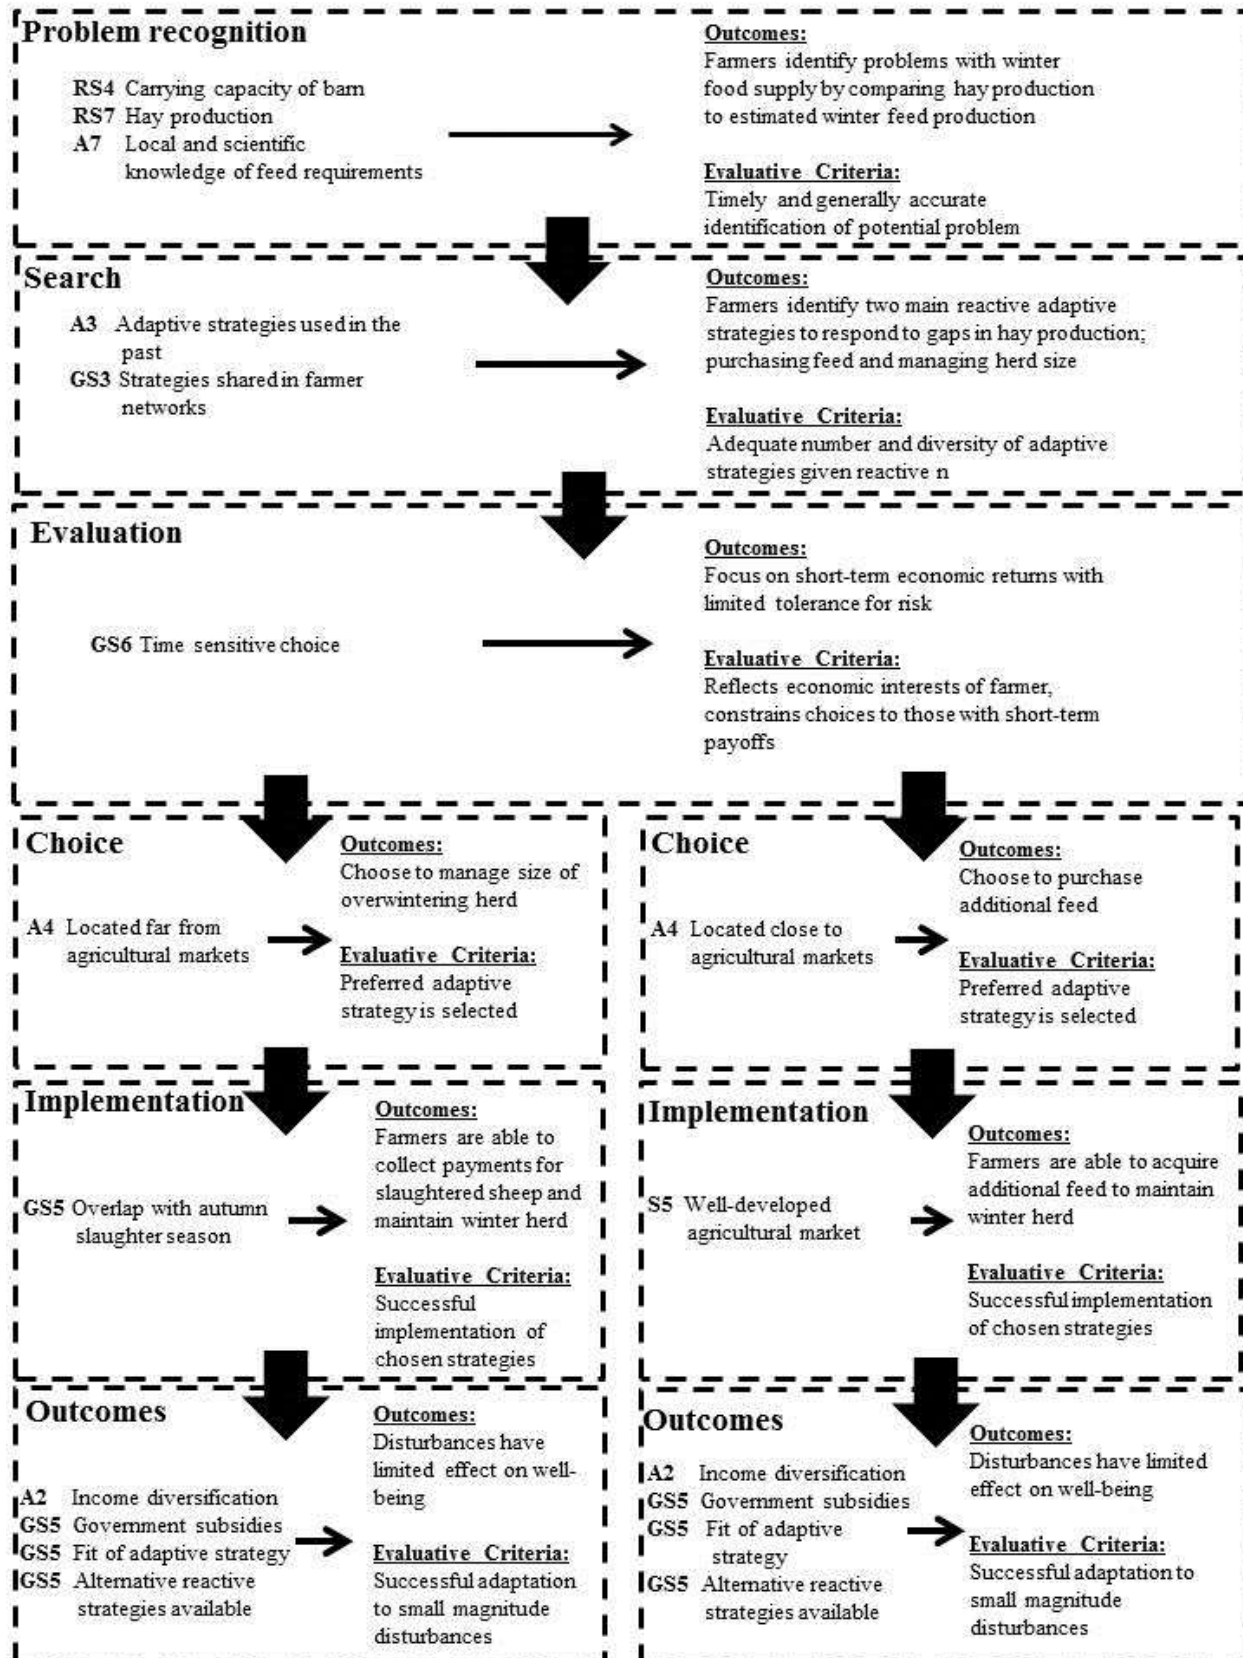 Problem recognition
RS4 Carrying capacity of barn
RS7 Hay production
A7 Local and scientific
knowledge of feed requirements
Outcomes:
Farmers identify problems with winter
food supply by comparing hay production
to estimated winter feed production
Evaluative Criteria:
Timely and generally accurate
identification of potential problem
Search
A3 Adaptive strategies used in the
past
GS3 Strategies shared in farmer
networks
Outcomes:
Farmers identify two main reactive adaptive
strategies to respond to gaps in hay production;
purchasing feed and managing herd size
Evaluative Criteria:
Adequate number and diversity of adaptive
strategies given reactive n
Evaluation
GS6 Time sensitive choice
Outcomes:
Focus on short-term economic returns with
limited tolerance for risk
Evaluative Criteria:
Reflects economic interests of farmer,
constrains choices to those with short-term
payoffs
Choice
A4 Located far from
agricultural markets
Outcomes:
Choose to manage size of
overwintering herd
Evaluative Criteria:
Preferred adaptive
strategy is selected
Choice
A4 Located close to
agricultural markets
Outcomes:
Choose to purchase
additional feed
Evaluative Criteria:
Preferred adaptive
strategy is selected
Implementation
GS5 Overlap with autumn
slaughter season
Outcomes:
Farmers are able to
collect payments for
slaughtered sheep and
maintain winter herd
Evaluative Criteria:
Successful
implementation of
chosen strategies
Implementation
S5 Well-developed
agricultural market
Outcomes:
Farmers are able to acquire
additional feed to maintain
winter herd
Evaluative Criteria:
Successful implementation
of chosen strategies
Outcomes
A2 Income diversification
GS5 Government subsidies
GS5 Fit of adaptive strategy
GS5 Alternative reactive
strategies available
Outcomes:
Disturbances have
limited effect on well-
being
Evaluative Criteria:
Successful adaptation
to small magnitude
disturbances
Outcomes
A2 Income diversification
GS5 Government subsidies
GS5 Fit of adaptive
strategy
GS5 Alternative reactive
strategies available
Outcomes:
Disturbances have limited
effect on well-being
Evaluative Criteria:
Successful adaptation to
small magnitude
disturbances